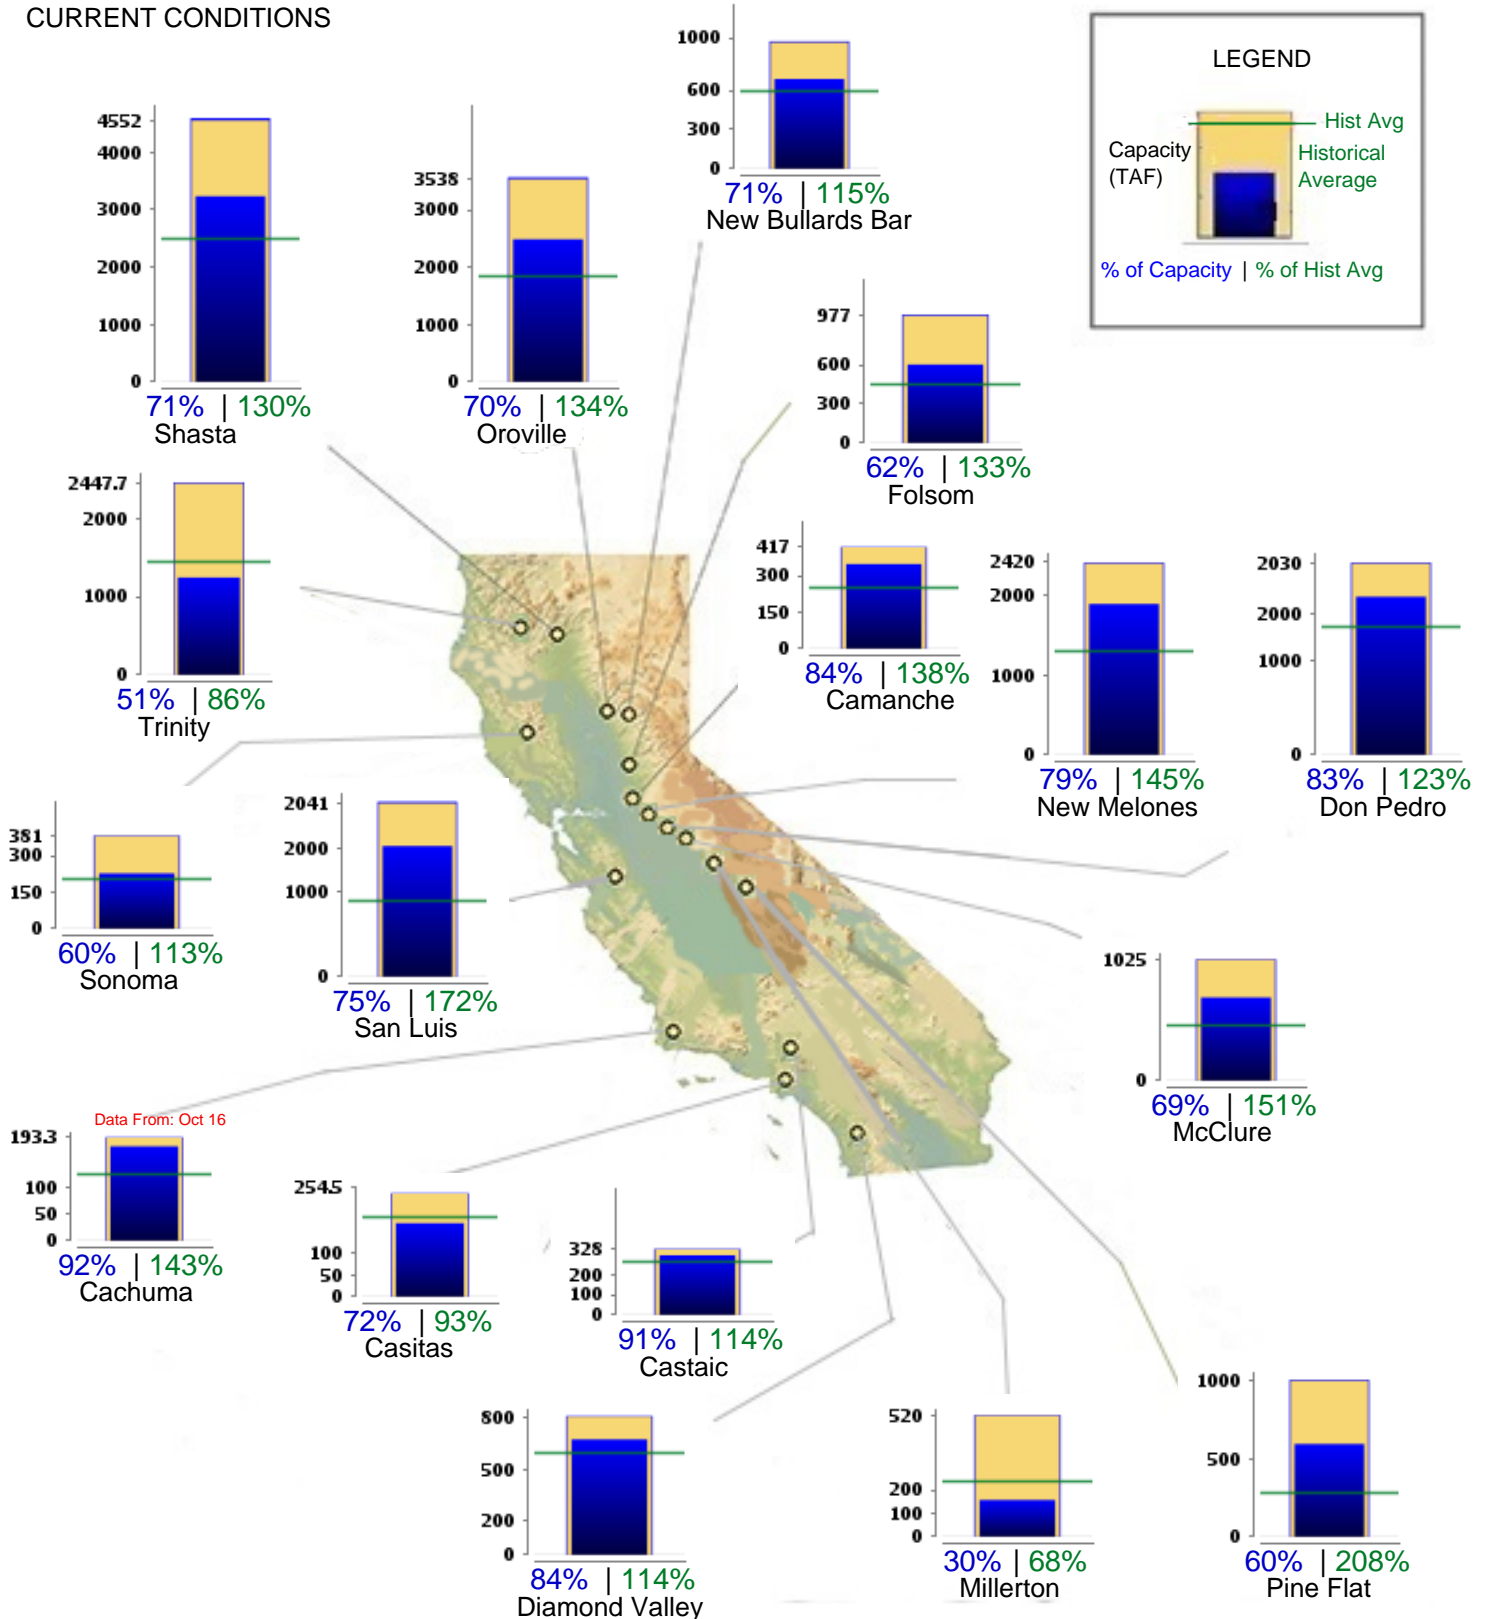 CURRENT CONDITIONS
1000
600
300
0
71% | 115%
New Bullards Bar
LEGEND
Hist Avg
Capacity
(TAF)
Historical
Average
% of Capacity | % of Hist Avg
4552
4000
3000
2000
1000
0
71% | 130%
Shasta
3538
3000
2000
1000
0
70% | 134%
Oroville
977
600
300
0
62% | 133%
Folsom
2447.7
2000
1000
0
51% | 86%
Trinity
417
300
150
0
84% | 138%
Camanche
2420
2000
1000
0
79% | 145%
New Melones
2030
2000
1000
0
83% | 123%
Don Pedro
381
300
150
0
60% | 113%
Sonoma
2041
2000
1000
0
75% | 172%
San Luis
1025
0
69% | 151%
McClure
Data From: Oct 16
193.3
100
50
0
92% | 143%
Cachuma
254.5
100
50
0
72% | 93%
Casitas
328
200
100
0
91% | 114%
Castaic
800
500
200
0
84% | 114%
Diamond Valley
520
200
100
0
30% | 68%
Millerton
1000
500
0
60% | 208%
Pine Flat